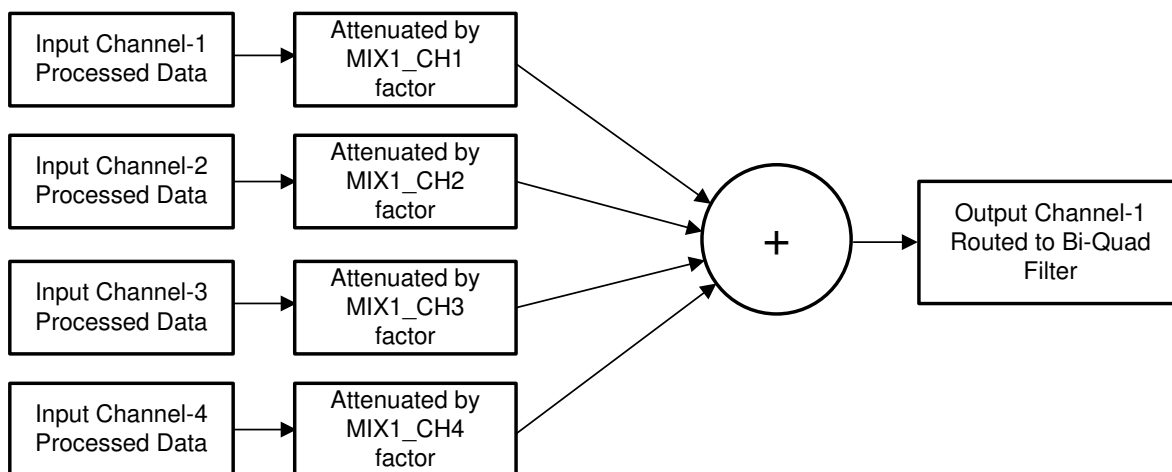 Input Channel-1
Processed Data
Attenuated by
MIX1_CH1
factor
Input Channel-2
Processed Data
Attenuated by
MIX1_CH2
factor
Input Channel-3
Processed Data
Attenuated by
MIX1_CH3
factor
Input Channel-4
Processed Data
Attenuated by
MIX1_CH4
factor
+
Output Channel-1
Routed to Bi-Quad
Filter